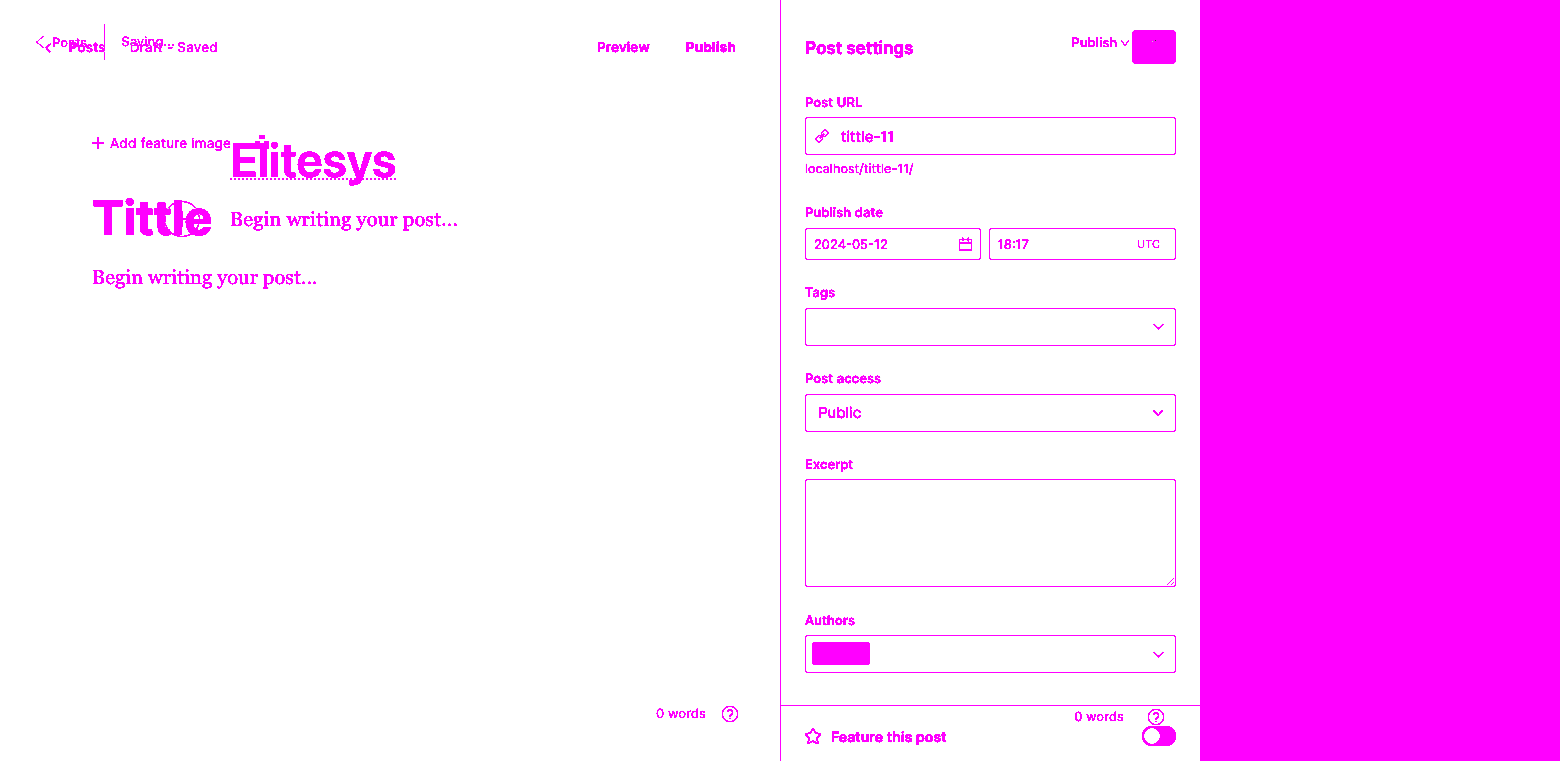 Posts Saving...
Posts Draft - Saved
Preview Publish
Post settings
Publish
Post URL
tittle-11
localhost/tittle-11/
+ Add feature image
Elitesys
Begin writing your post...
Tittle
Begin writing your post...
Publish date
2024-05-12
18:17 UTC
Tags
Post access
Public
Excerpt
Authors
0 words
0 words
Feature this post